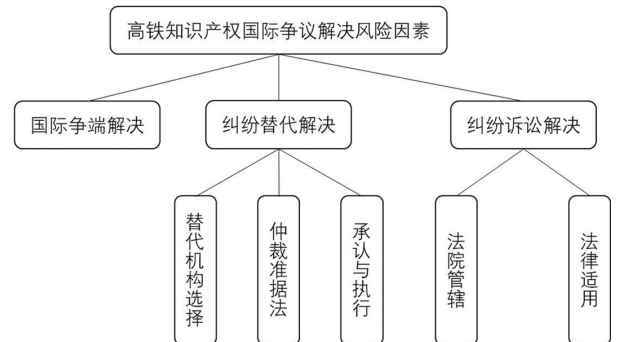 高铁知识产权国际争议解决风险因素
国际争端解决
纠纷替代解决
纠纷诉讼解决
替代机构选择
仲裁准据法
承认与执行
法院管辖
法律适用